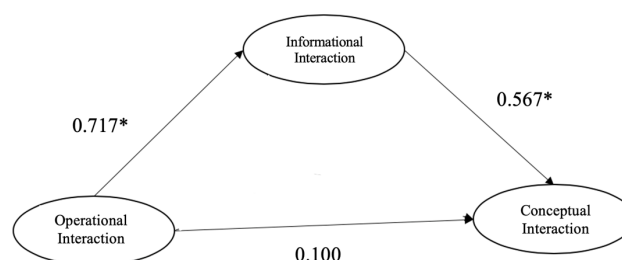 Informational
Interaction
0.717*
0.567*
Operational
Interaction
Conceptual
Interaction
0.100